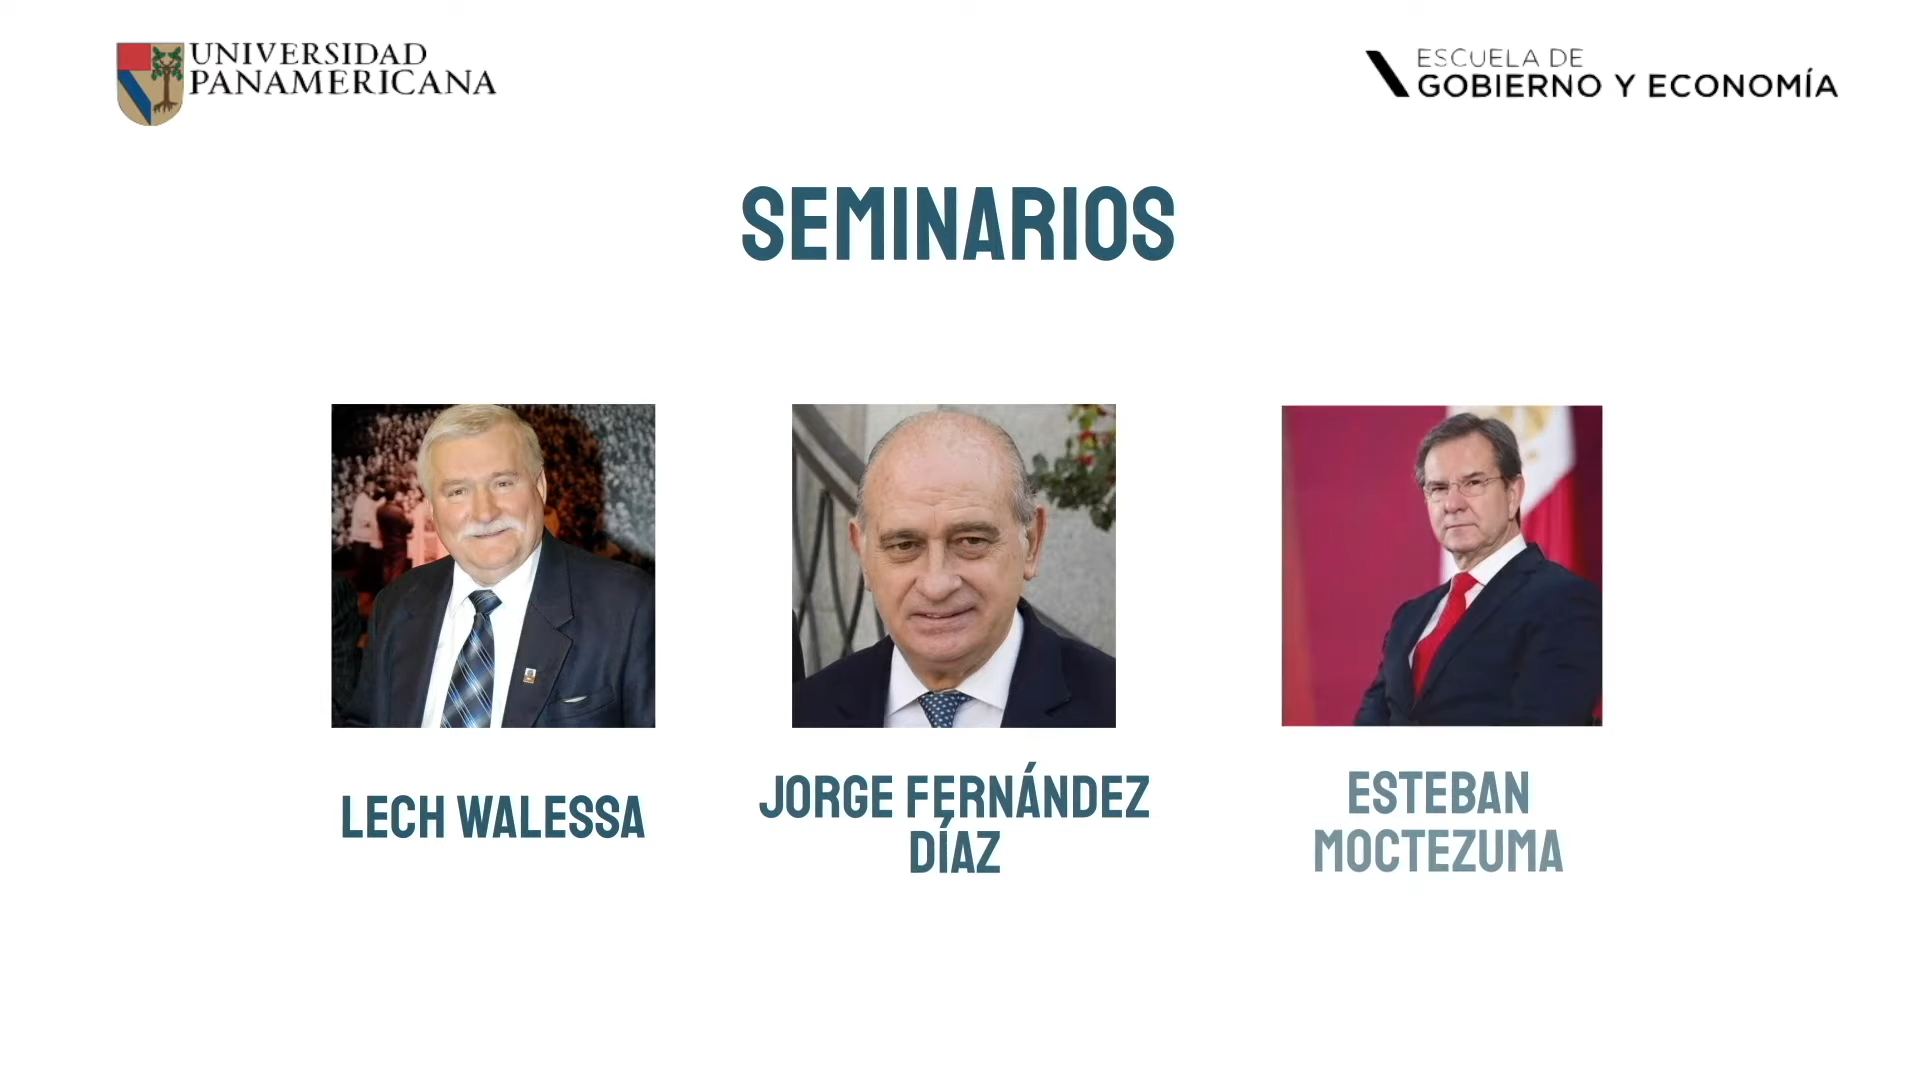 UNIVERSIDAD
PANAMERICANA
ESCUELA DE
GOBIERNO Y ECONOMÍA
SEMINARIOS
LECH WALESSA
JORGE FERNÁNDEZ
DÍAZ
ESTEBAN
MOCTEZUMA